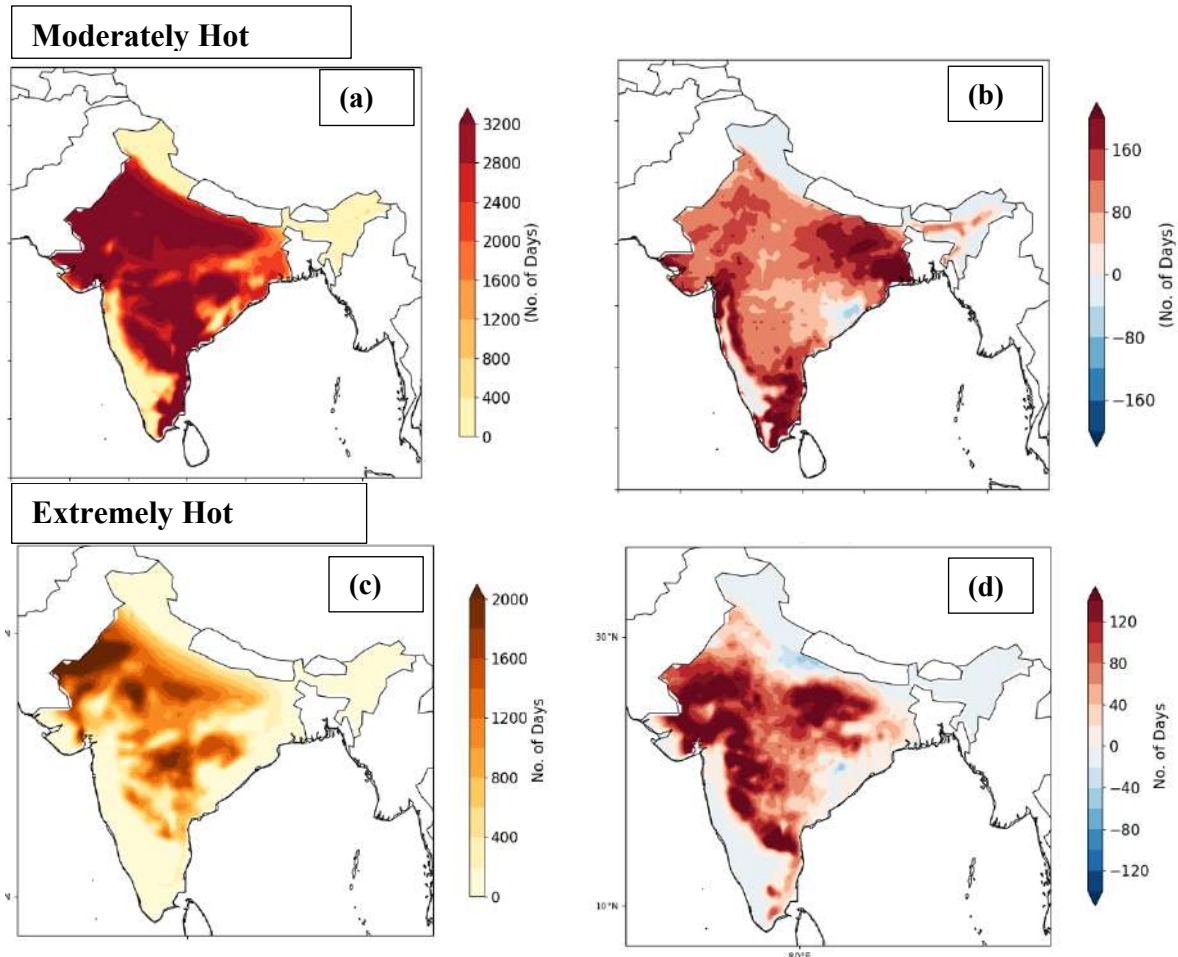 Moderately Hot
(a)
3200
2800
2400
2000
1600
1200
800
400
0
(No. of Days)
(b)
160
80
0
−80
−160
(No. of Days)
Extremely Hot
(c)
2000
1600
1200
800
400
0
No. of Days
(d)
30°N
10°N
80°E
120
80
40
0
−40
−80
−120
No. of Days